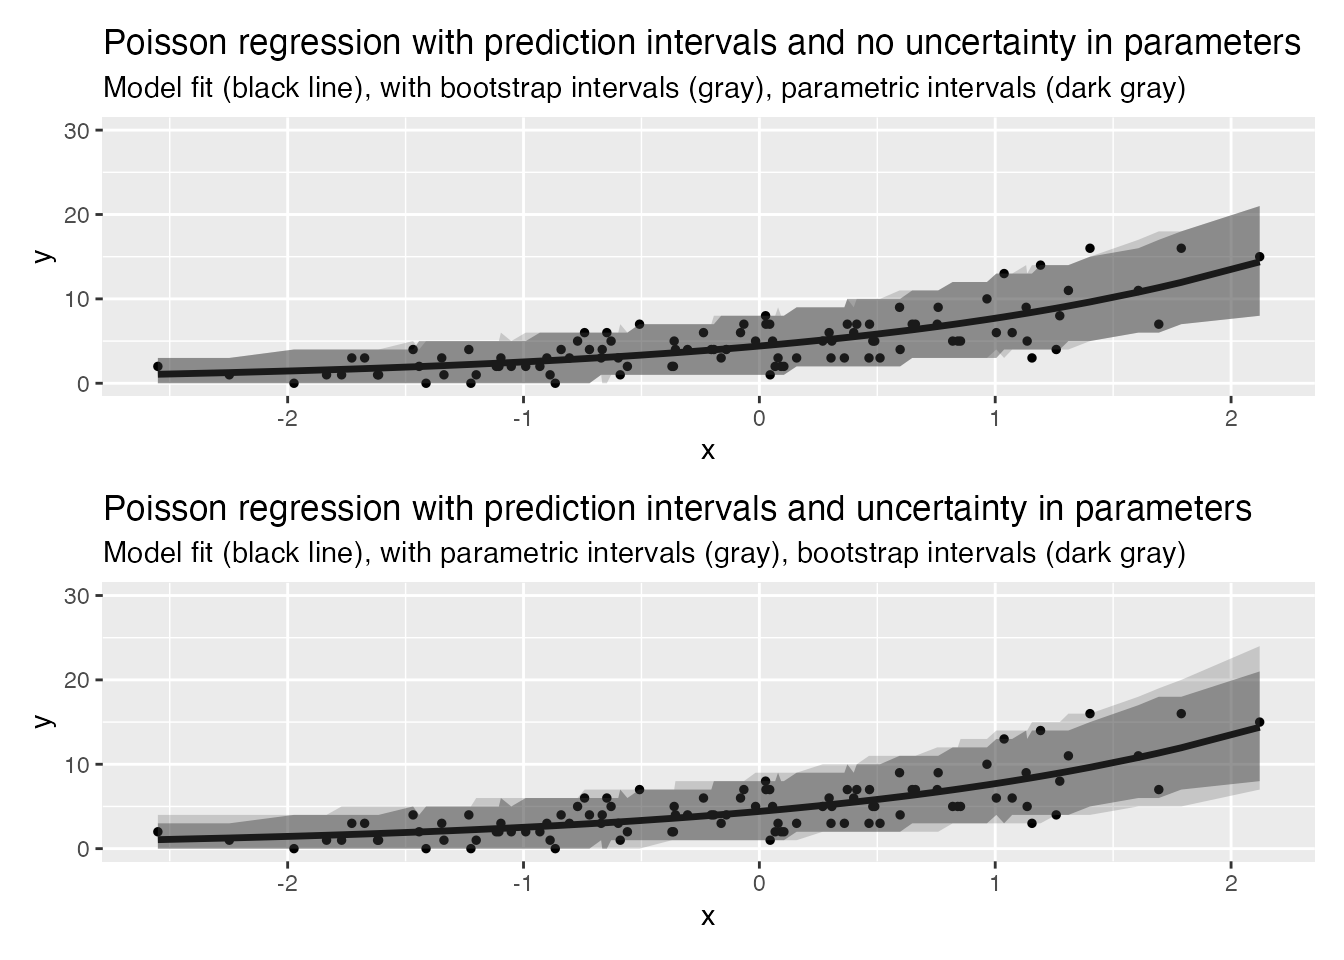 Poisson regression with prediction intervals and no uncertainty in parameters
Model fit (black line), with bootstrap intervals (gray), parametric intervals (dark gray)
30
20
10
0
y
-2 -1 0 1 2
x
Poisson regression with prediction intervals and uncertainty in parameters
Model fit (black line), with parametric intervals (gray), bootstrap intervals (dark gray)
30
20
10
0
y
-2 -1 0 1 2
x